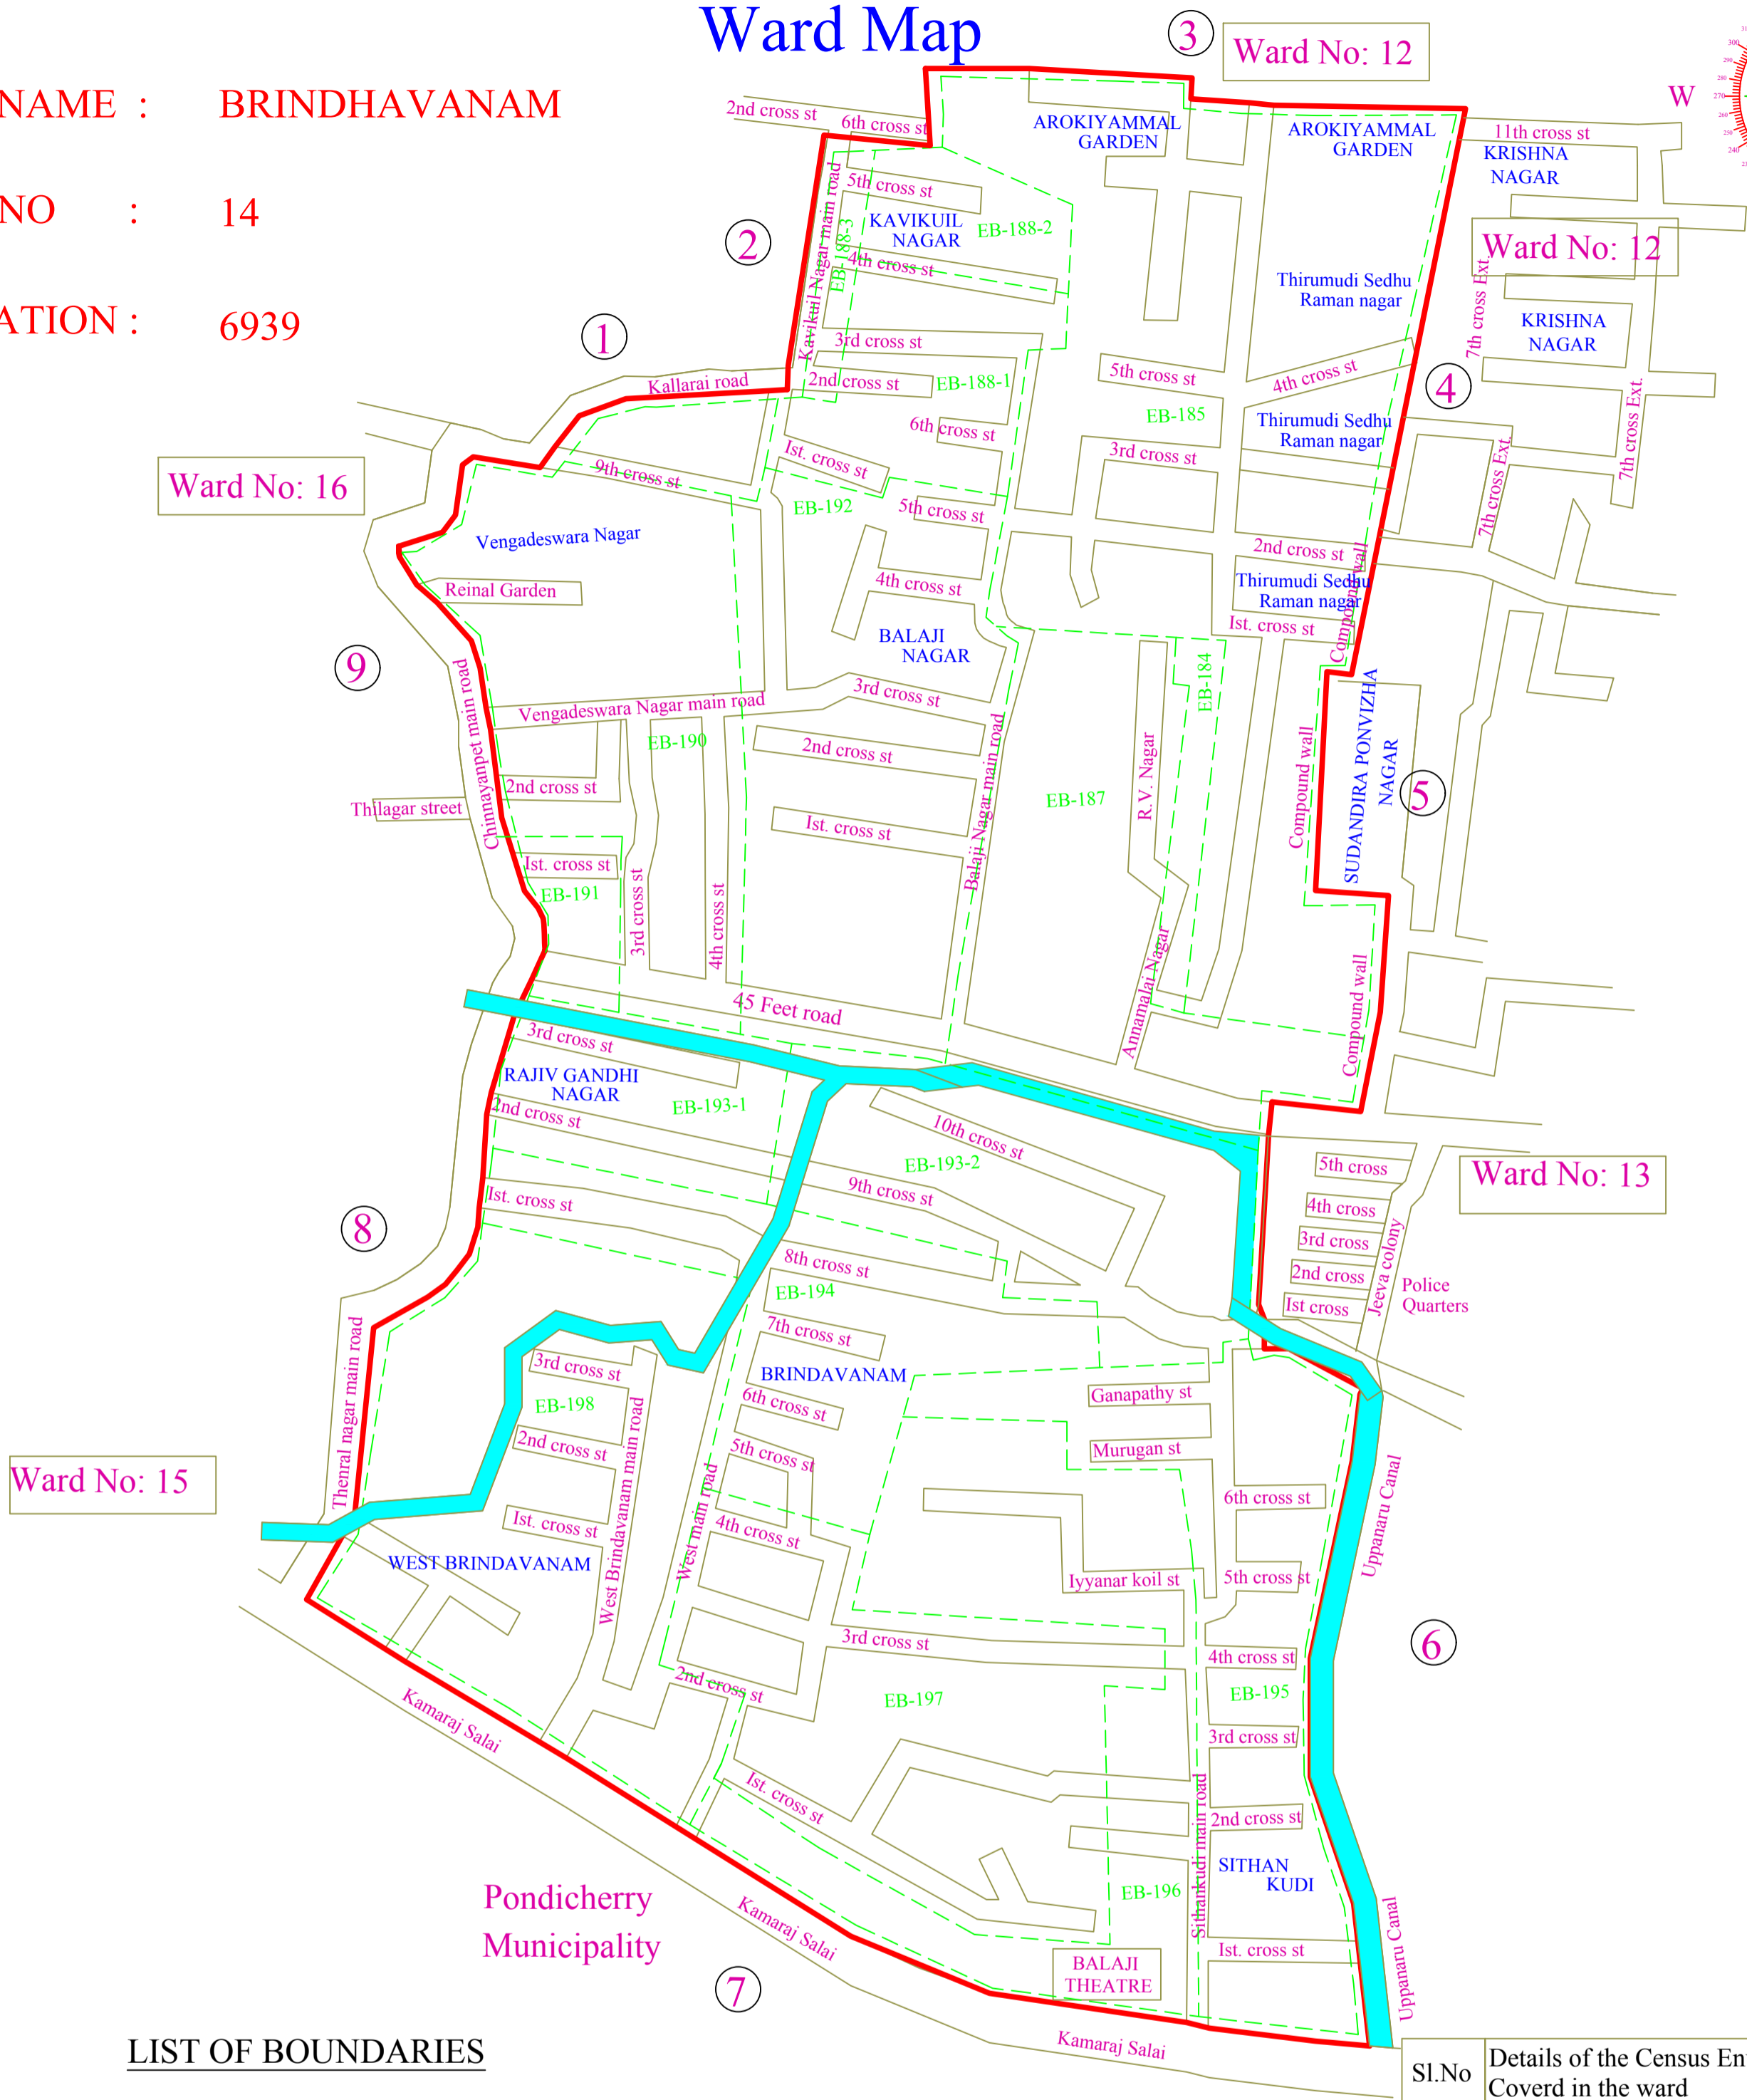 Ward Map
NAME : BRINDHAVANAM
NO : 14
ATION : 6939
3
Ward No: 12
W
300
290
280
270
260
250
240
2nd cross st
6th cross st
AROKIYAMMAL
GARDEN
AROKIYAMMAL
GARDEN
11th cross st
KRISHNA
NAGAR
5th cross st
KAVIKUIL
NAGAR
EB-188-2
EB-188-3
Kavikuil Nagar main road
2
4th cross st
Ward No: 12
7th cross Ext.
Thirumudi Sedhu
Raman nagar
KRISHNA
NAGAR
1
3rd cross st
Kallarai road
2nd cross st
EB-188-1
5th cross st
4th cross st
4
EB-185
Thirumudi Sedhu
Raman nagar
6th cross st
3rd cross st
7th cross Ext.
7th cross Ext.
Ward No: 16
9th cross st
Ist. cross st
EB-192
5th cross st
Vengadeswara Nagar
2nd cross st
Compound wall
Reinal Garden
4th cross st
Thirumudi Sedhu
Raman nagar
Ist. cross st
BALAJI
NAGAR
9
Chinnayanpet main road
3rd cross st
EB-184
Vengadeswara Nagar main road
EB-190
2nd cross st
Balaji Nagar main road
R.V. Nagar
Compound wall
SUDANDIRA PONVIZHA
NAGAR
5
2nd cross st
EB-187
Thilagar street
Ist. cross st
Ist. cross st
EB-191
3rd cross st
4th cross st
Annamalai Nagar
Compound wall
45 Feet road
3rd cross st
RAJIV GANDHI
NAGAR
EB-193-1
2nd cross st
10th cross st
EB-193-2
5th cross
Ward No: 13
9th cross st
Ist. cross st
4th cross
8
3rd cross
8th cross st
2nd cross
Jeeva colony
Police
Quarters
EB-194
Ist cross
7th cross st
Thenral nagar main road
3rd cross st
BRINDAVANAM
Ganapathy st
EB-198
6th cross st
2nd cross st
5th cross st
Murugan st
Ward No: 15
West Brindavanam main road
West main road
6th cross st
Uppanaru Canal
Ist. cross st
4th cross st
WEST BRINDAVANAM
Iyyanar koil st
5th cross st
3rd cross st
6
4th cross st
2nd cross st
EB-197
EB-195
Kamaraj Salai
3rd cross st
Ist. cross st
Sithankudi main road
2nd cross st
SITHAN
KUDI
Pondicherry
Municipality
EB-196
Kamaraj Salai
Uppanaru Canal
Ist. cross st
7
BALAJI
THEATRE
Kamaraj Salai
LIST OF BOUNDARIES
Sl.No
Details of the Census En
Coverd in the ward